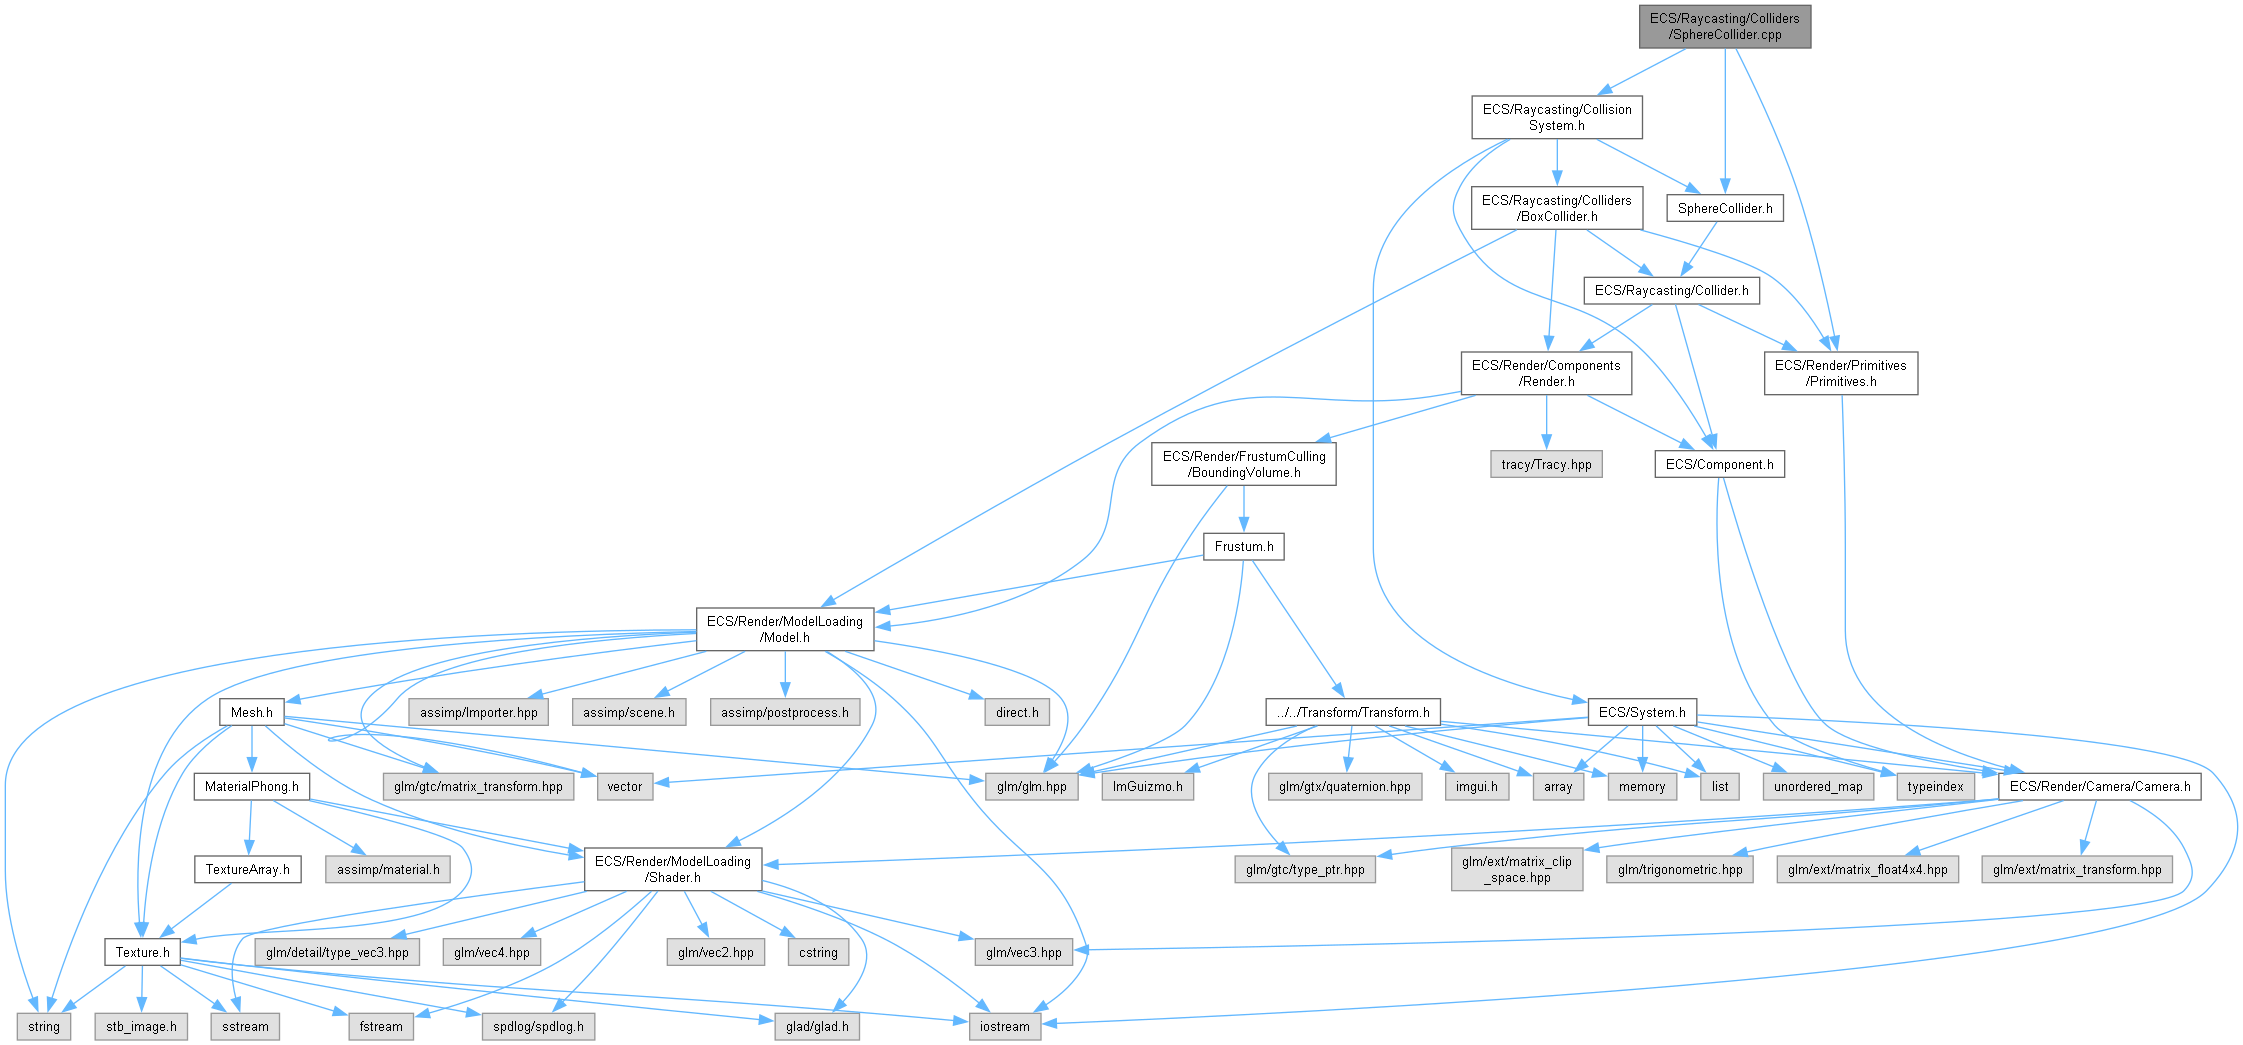 ECS/Raycasting/Colliders
/SphereCollider.cpp
ECS/Raycasting/Collision
System.h
ECS/Raycasting/Colliders
/BoxCollider.h
SphereCollider.h
ECS/Raycasting/Collider.h
ECS/Render/Components
/Render.h
ECS/Render/Primitives
/Primitives.h
ECS/Render/FrustumCulling
/BoundingVolume.h
tracy/Tracy.hpp
ECS/Component.h
Frustum.h
ECS/Render/ModelLoading
/Model.h
Mesh.h
assimp/Importer.hpp
assimp/scene.h
assimp/postprocess.h
direct.h
../../Transform/Transform.h
ECS/System.h
MaterialPhong.h
glm/gtc/matrix_transform.hpp
vector
glm/glm.hpp
ImGuizmo.h
glm/gtx/quaternion.hpp
imgui.h
array
memory
list
unordered_map
typeindex
ECS/Render/Camera/Camera.h
TextureArray.h
assimp/material.h
ECS/Render/ModelLoading
/Shader.h
glm/gtc/type_ptr.hpp
glm/ext/matrix_clip
_space.hpp
glm/trigonometric.hpp
glm/ext/matrix_float4x4.hpp
glm/ext/matrix_transform.hpp
Texture.h
glm/detail/type_vec3.hpp
glm/vec4.hpp
glm/vec2.hpp
cstring
glm/vec3.hpp
string
stb_image.h
sstream
fstream
spdlog/spdlog.h
glad/glad.h
iostream